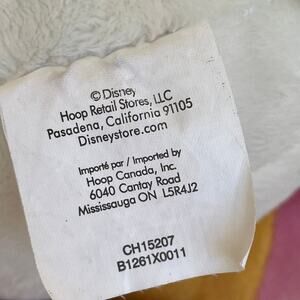 © Disney
Hoop Retail Stores, LLC
Pasadena, California 91105
Disneystore.com
Importé par / Imported by
Hoop Canada, Inc.
6040 Cantay Road
Mississauga ON L5R4J2
CH15207
B1261X0011